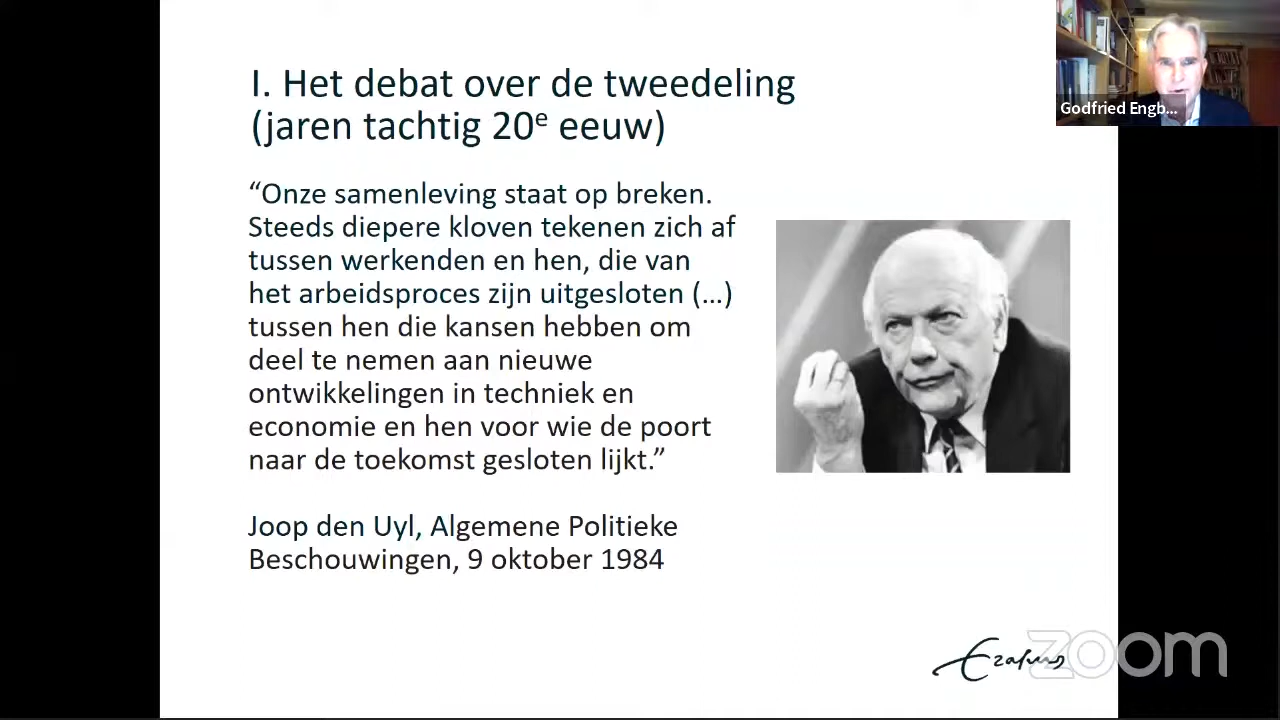 I. Het debat over de tweedeling
(jaren tachtig 20e eeuw)
“Onze samenleving staat op breken.
Steeds diepere kloven tekenen zich af
tussen werkenden en hen, die van
het arbeidsproces zijn uitgesloten (…)
tussen hen die kansen hebben om
deel te nemen aan nieuwe
ontwikkelingen in techniek en
economie en hen voor wie de poort
naar de toekomst gesloten lijkt.”
Joop den Uyl, Algemene Politieke
Beschouwingen, 9 oktober 1984
Godfried Engb...
Erasmus
zoom